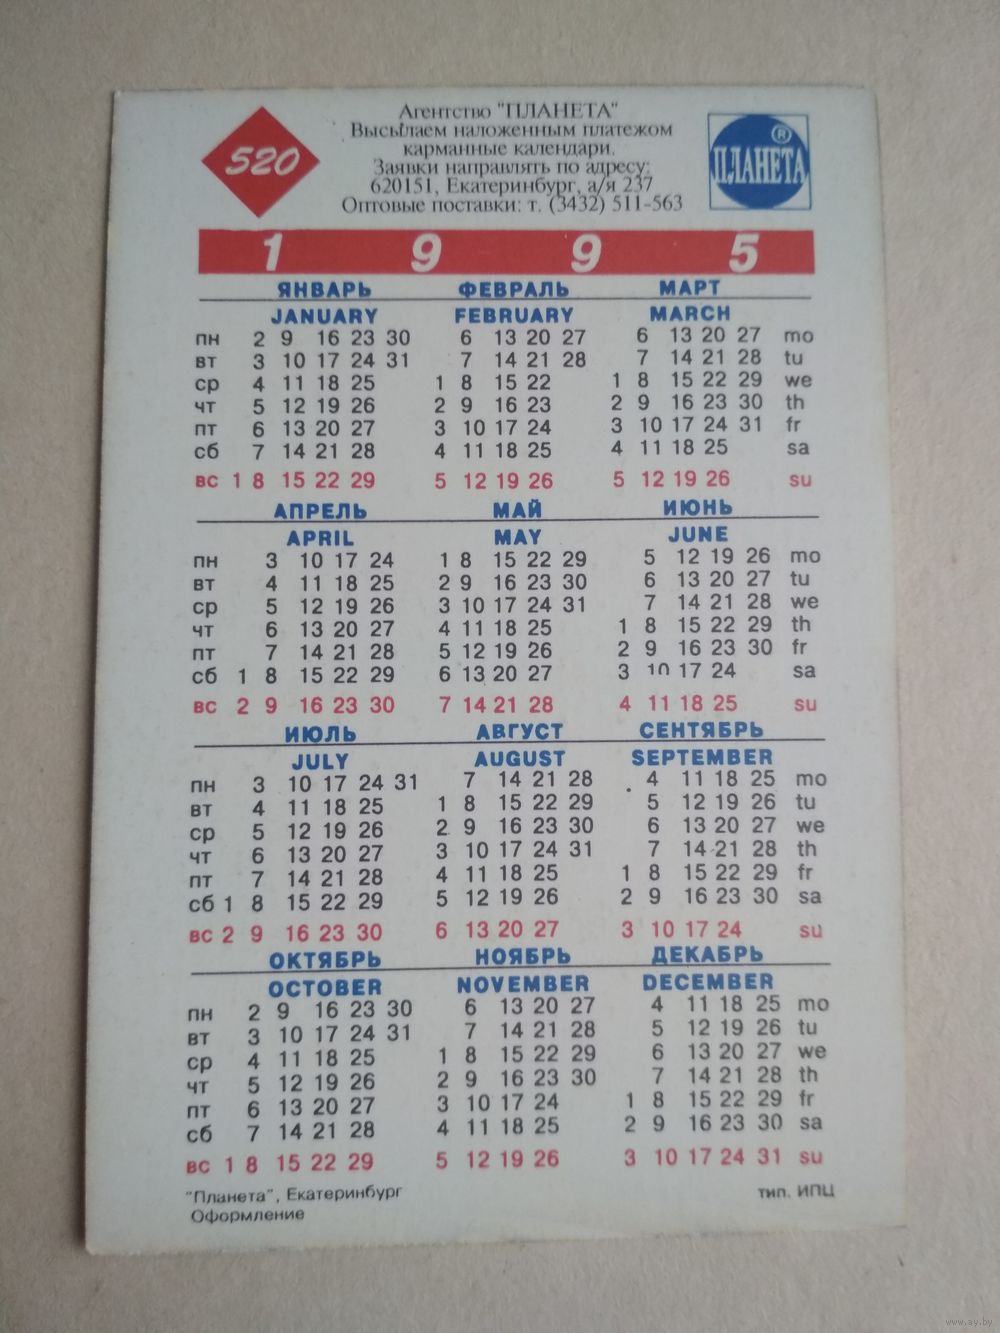 520
Агентство "ПЛАНЕТА"
Высылаем наложенным платежом
карманные календари.
Заявки направлять по адресу:
620151, Екатеринбург, а/я 237
Оптовые поставки: т. (3432) 511-563
ПЛАНЕТА ®
1 9 9 5
ЯНВАРЬ ФЕВРАЛЬ МАРТ
JANUARY FEBRUARY MARCH
пн 2 9 16 23 30 6 13 20 27 6 13 20 27 mo
вт 3 10 17 24 31 7 14 21 28 7 14 21 28 tu
ср 4 11 18 25 1 8 15 22 1 8 15 22 29 we
чт 5 12 19 26 2 9 16 23 2 9 16 23 30 th
пт 6 13 20 27 3 10 17 24 3 10 17 24 31 fr
сб 7 14 21 28 4 11 18 25 4 11 18 25 sa
вс 1 8 15 22 29 5 12 19 26 5 12 19 26 su
АПРЕЛЬ МАЙ ИЮНЬ
APRIL MAY JUNE
пн 3 10 17 24 1 8 15 22 29 5 12 19 26 mo
вт 4 11 18 25 2 9 16 23 30 6 13 20 27 tu
ср 5 12 19 26 3 10 17 24 31 7 14 21 28 we
чт 6 13 20 27 4 11 18 25 1 8 15 22 29 th
пт 7 14 21 28 5 12 19 26 2 9 16 23 30 fr
сб 1 8 15 22 29 6 13 20 27 3 10 17 24 sa
вс 2 9 16 23 30 7 14 21 28 4 11 18 25 su
ИЮЛЬ АВГУСТ СЕНТЯБРЬ
JULY AUGUST SEPTEMBER
пн 3 10 17 24 31 7 14 21 28 4 11 18 25 mo
вт 4 11 18 25 1 8 15 22 29 5 12 19 26 tu
ср 5 12 19 26 2 9 16 23 30 6 13 20 27 we
чт 6 13 20 27 3 10 17 24 31 7 14 21 28 th
пт 7 14 21 28 4 11 18 25 1 8 15 22 29 fr
сб 1 8 15 22 29 5 12 19 26 2 9 16 23 30 sa
вс 2 9 16 23 30 6 13 20 27 3 10 17 24 su
ОКТЯБРЬ НОЯБРЬ ДЕКАБРЬ
OCTOBER NOVEMBER DECEMBER
пн 2 9 16 23 30 6 13 20 27 4 11 18 25 mo
вт 3 10 17 24 31 7 14 21 28 5 12 19 26 tu
ср 4 11 18 25 1 8 15 22 29 6 13 20 27 we
чт 5 12 19 26 2 9 16 23 30 7 14 21 28 th
пт 6 13 20 27 3 10 17 24 1 8 15 22 29 fr
сб 7 14 21 28 4 11 18 25 2 9 16 23 30 sa
вс 1 8 15 22 29 5 12 19 26 3 10 17 24 31 su
"Планета", Екатеринбург тип. ИПЦ
Оформление
www.ay.by